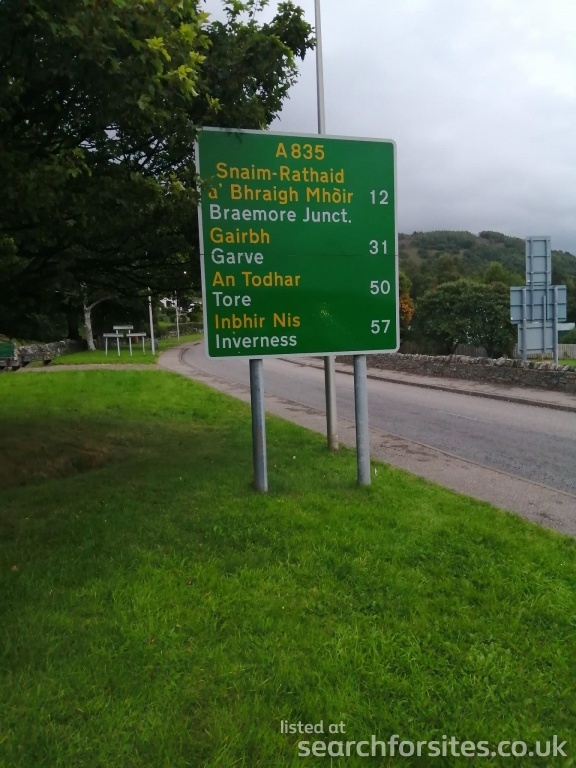 A835
Snaim-Rathaid
a' Bhraigh Mhòir 12
Braemore Junct.
Gairbh
Garve 31
An Todhar
Tore 50
Inbhir Nis
Inverness 57
listed at
searchforsites.co.uk